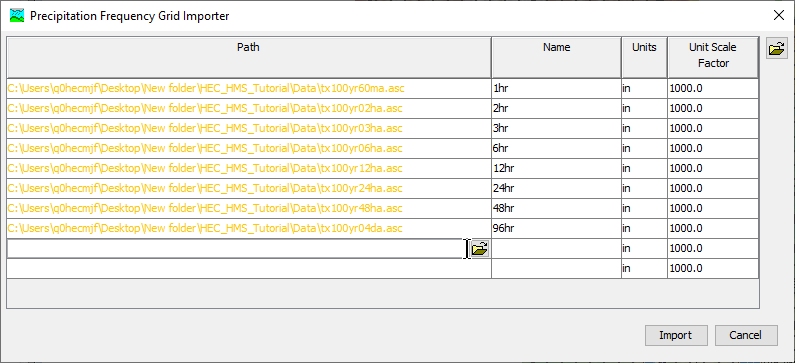 Precipitation Frequency Grid Importer
Path Name Units Unit Scale Factor
C:\Users\q0hecmjf\Desktop\New folder\HEC_HMS_Tutorial\Data\tx100yr60ma.asc 1hr in 1000.0
C:\Users\q0hecmjf\Desktop\New folder\HEC_HMS_Tutorial\Data\tx100yr02ha.asc 2hr in 1000.0
C:\Users\q0hecmjf\Desktop\New folder\HEC_HMS_Tutorial\Data\tx100yr03ha.asc 3hr in 1000.0
C:\Users\q0hecmjf\Desktop\New folder\HEC_HMS_Tutorial\Data\tx100yr06ha.asc 6hr in 1000.0
C:\Users\q0hecmjf\Desktop\New folder\HEC_HMS_Tutorial\Data\tx100yr12ha.asc 12hr in 1000.0
C:\Users\q0hecmjf\Desktop\New folder\HEC_HMS_Tutorial\Data\tx100yr24ha.asc 24hr in 1000.0
C:\Users\q0hecmjf\Desktop\New folder\HEC_HMS_Tutorial\Data\tx100yr48ha.asc 48hr in 1000.0
C:\Users\q0hecmjf\Desktop\New folder\HEC_HMS_Tutorial\Data\tx100yr04da.asc 96hr in 1000.0
in 1000.0
in 1000.0
Import Cancel